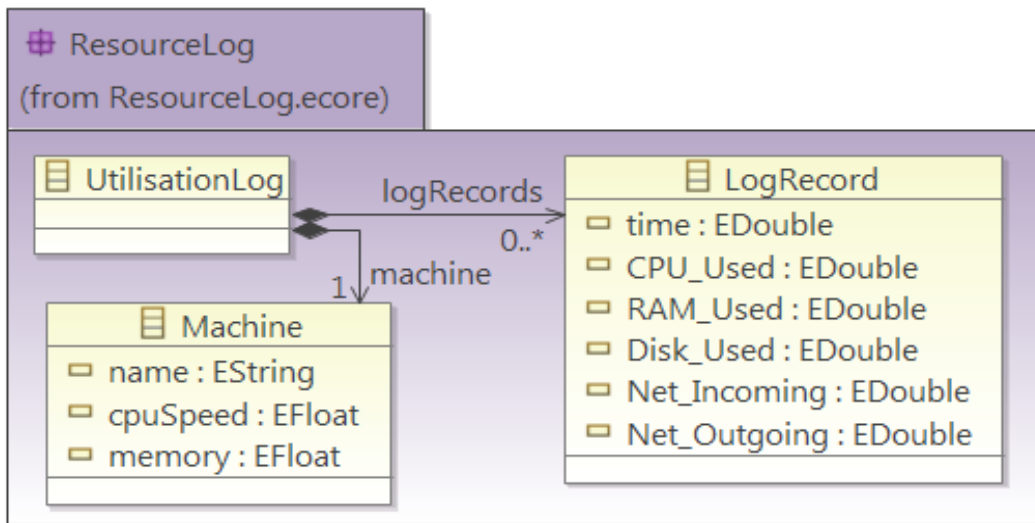 ResourceLog
(from ResourceLog.ecore)
UtilisationLog
logRecords
0..*
machine
1
LogRecord
time : EDouble
CPU_Used : EDouble
RAM_Used : EDouble
Disk_Used : EDouble
Net_Incoming : EDouble
Net_Outgoing : EDouble
Machine
name : EString
cpuSpeed : EFloat
memory : EFloat